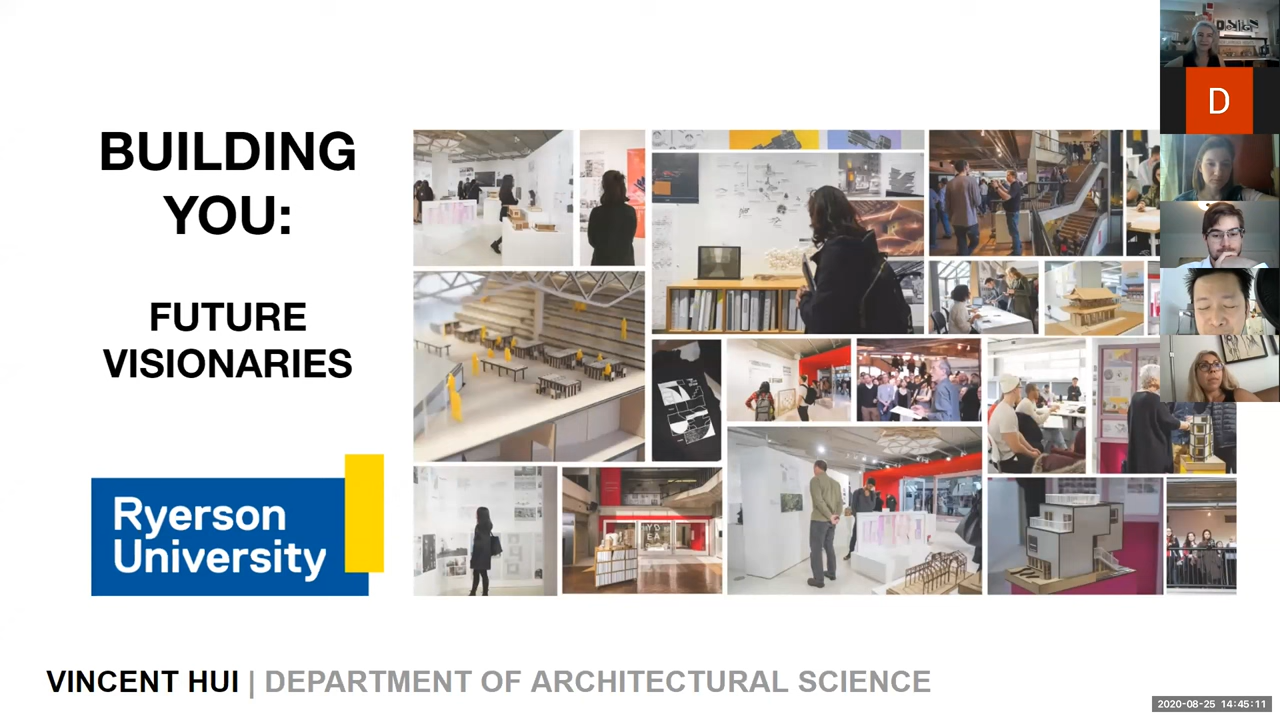 BUILDING
YOU:
FUTURE
VISIONARIES
Ryerson
University
VINCENT HUI | DEPARTMENT OF ARCHITECTURAL SCIENCE
D
2020-08-25 14:45:11